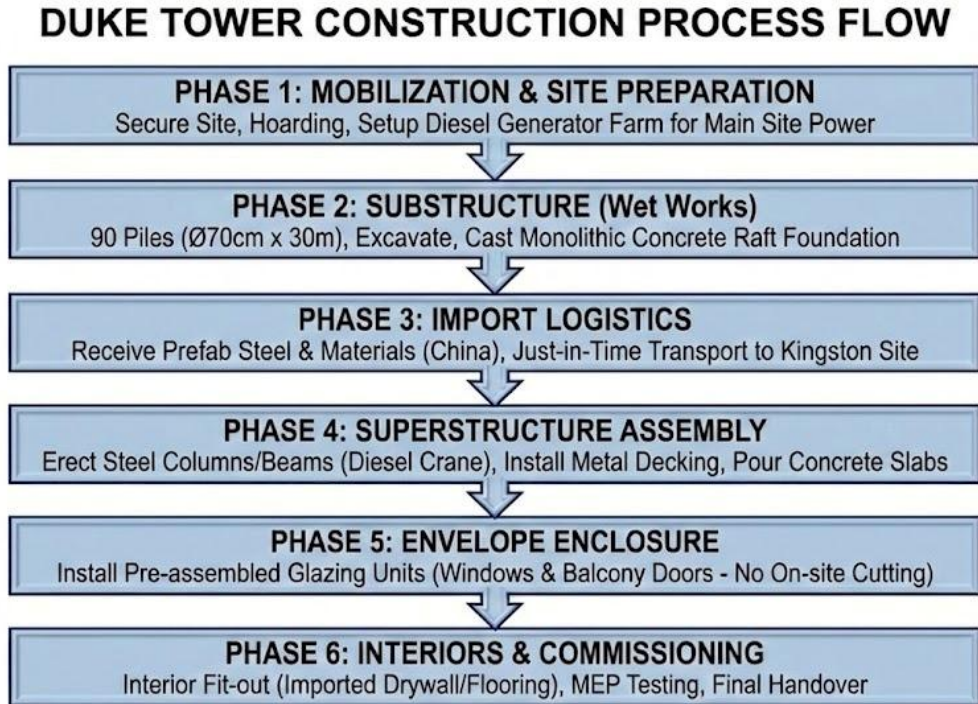 DUKE TOWER CONSTRUCTION PROCESS FLOW
PHASE 1: MOBILIZATION & SITE PREPARATION
Secure Site, Hoarding, Setup Diesel Generator Farm for Main Site Power
PHASE 2: SUBSTRUCTURE (Wet Works)
90 Piles (Ø70cm x 30m), Excavate, Cast Monolithic Concrete Raft Foundation
PHASE 3: IMPORT LOGISTICS
Receive Prefab Steel & Materials (China), Just-in-Time Transport to Kingston Site
PHASE 4: SUPERSTRUCTURE ASSEMBLY
Erect Steel Columns/Beams (Diesel Crane), Install Metal Decking, Pour Concrete Slabs
PHASE 5: ENVELOPE ENCLOSURE
Install Pre-assembled Glazing Units (Windows & Balcony Doors - No On-site Cutting)
PHASE 6: INTERIORS & COMMISSIONING
Interior Fit-out (Imported Drywall/Flooring), MEP Testing, Final Handover